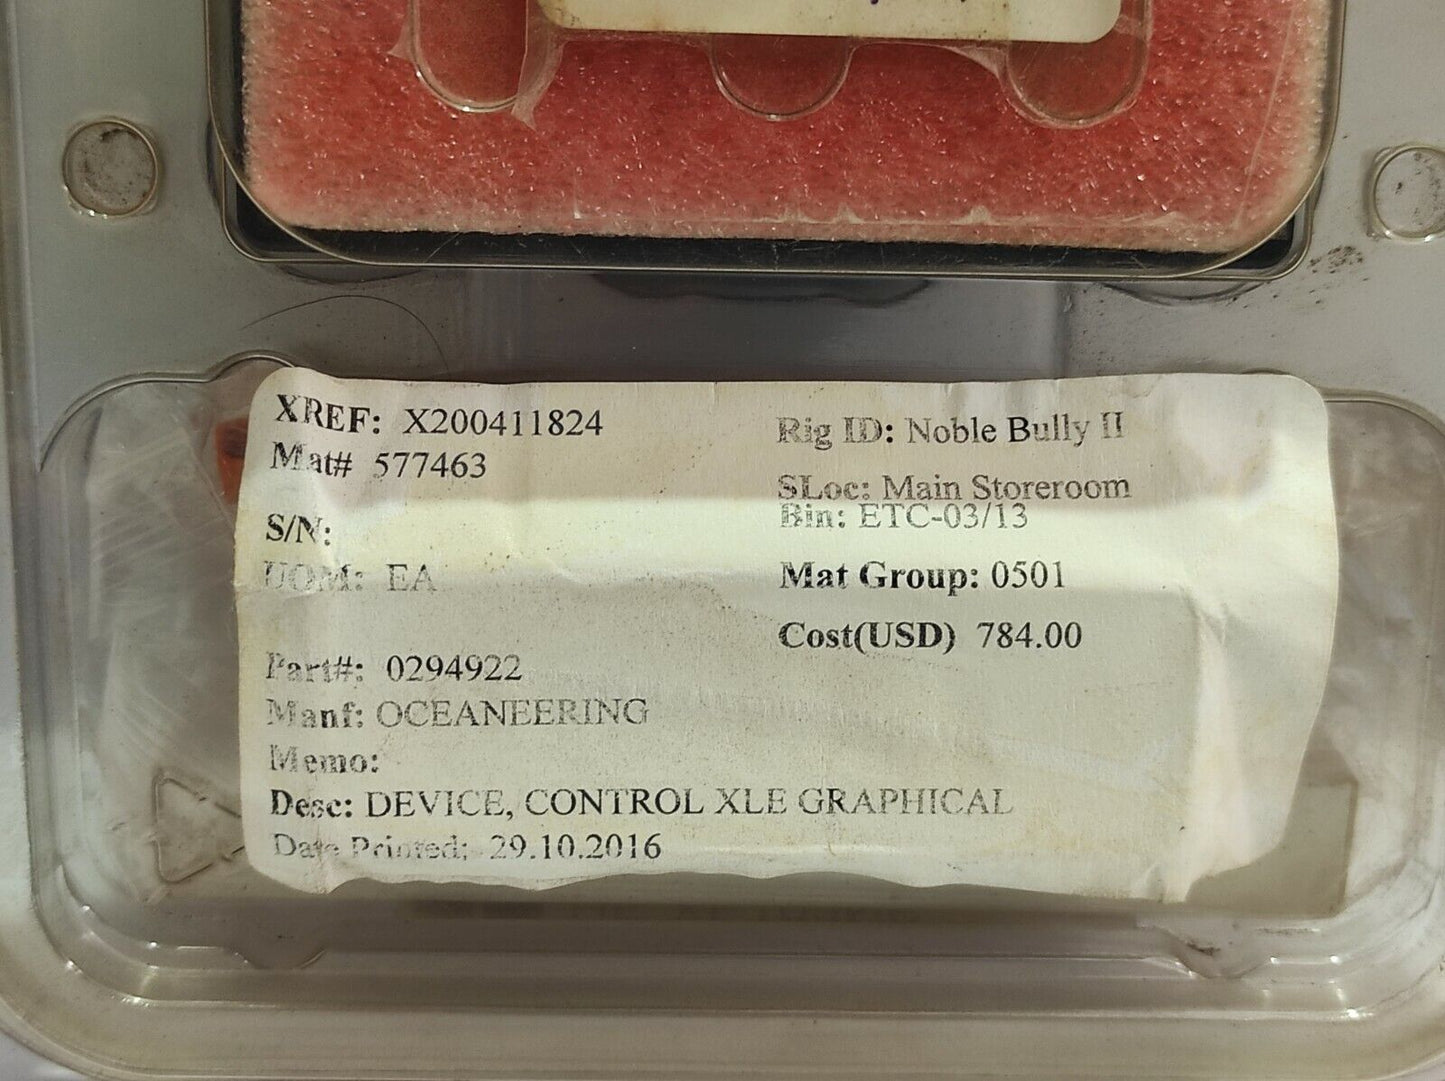 XREF: X200411824
Mat# 577463
S/N:
UOM: EA
Part#: 0294922
Manf: OCEANEERING
Memo:
Desc: DEVICE, CONTROL XLE GRAPHICAL
Date Printed: 29.10.2016
Rig ID: Noble Bully II
SLoc: Main Storeroom
Bin: ETC-03/13
Mat Group: 0501
Cost(USD) 784.00